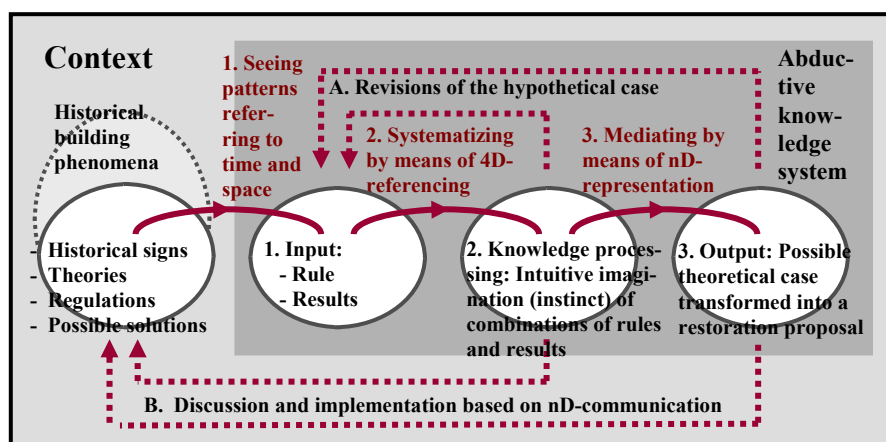 Context
Historical
building
phenomena
- Historical signs
- Theories
- Regulations
- Possible solutions
1. Seeing
patterns
refer-
ring to
time and
space
1. Input:
- Rule
- Results
A. Revisions of the hypothetical case
2. Systematizing
by means of 4D-
referencing
2. Knowledge proces-
sing: Intuitive imagi-
nation (instinct) of
combinations of rules
and results
3. Mediating by
means of nD-
representation
3. Output: Possible
theoretical case
transformed into a
restoration proposal
Abduc-
tive
know-
ledge
system
B. Discussion and implementation based on nD-communication